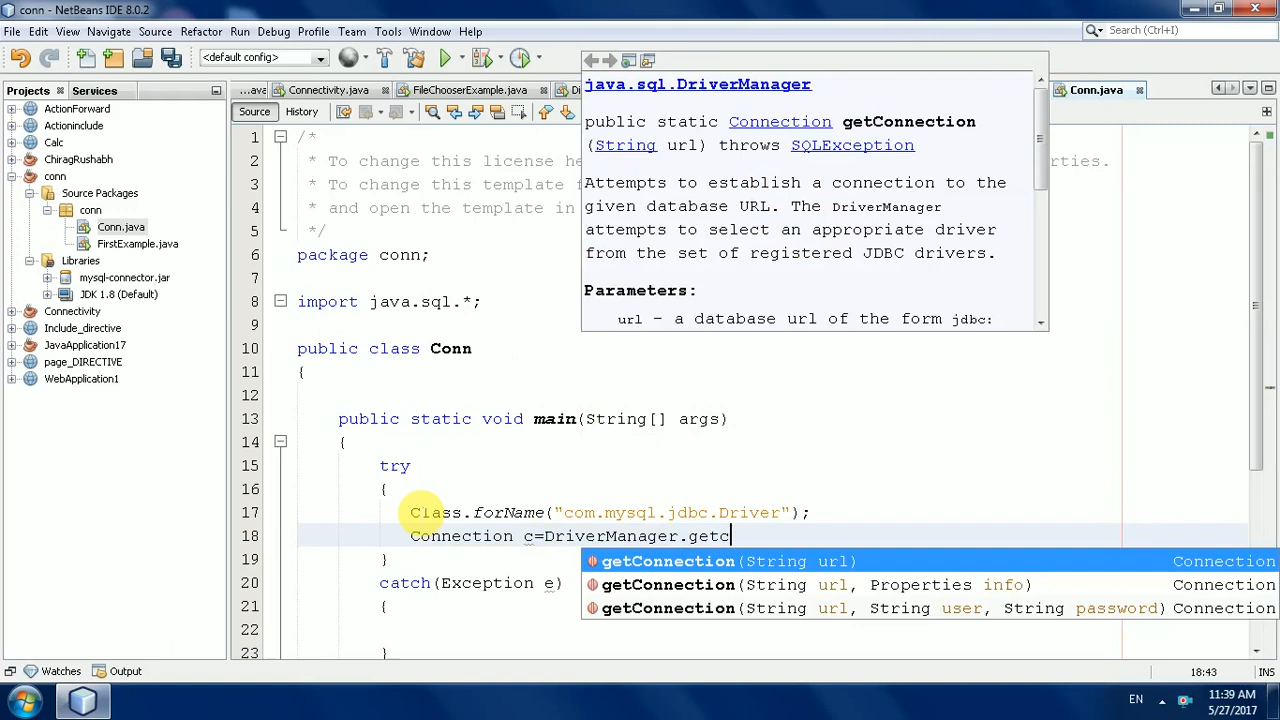 conn - NetBeans IDE 8.0.2
File Edit View Navigate Source Refactor Run Debug Profile Team Tools Window Help
Search (Ctrl+I)
<default config>
Projects Services
...ava Connectivity.java FileChooserExample.java Di Conn.java
Source History
ActionForward
Actioninclude
Calc
ChiragRushabh
conn
Source Packages
conn
Conn.java
FirstExample.java
Libraries
mysql-connector.jar
JDK 1.8 (Default)
Connectivity
Include_directive
JavaApplication17
page_DIRECTIVE
WebApplication1
1 /*
2 * To change this license he erties.
3 * To change this template f
4 * and open the template in
5 */
6 package conn;
7
8 import java.sql.*;
9
10 public class Conn
11 {
12
13 public static void main(String[] args)
14 {
15 try
16 {
17 Class.forName("com.mysql.jdbc.Driver");
18 Connection c=DriverManager.getc
19 }
20 catch(Exception e)
21 {
22
23 }
java.sql.DriverManager
public static Connection getConnection
(String url) throws SQLException
Attempts to establish a connection to the
given database URL. The DriverManager
attempts to select an appropriate driver
from the set of registered JDBC drivers.
Parameters:
url - a database url of the form jdbc:
getConnection(String url) Connection
getConnection(String url, Properties info) Connection
getConnection(String url, String user, String password) Connection
Watches Output
18:43 INS
EN 11:39 AM
5/27/2017